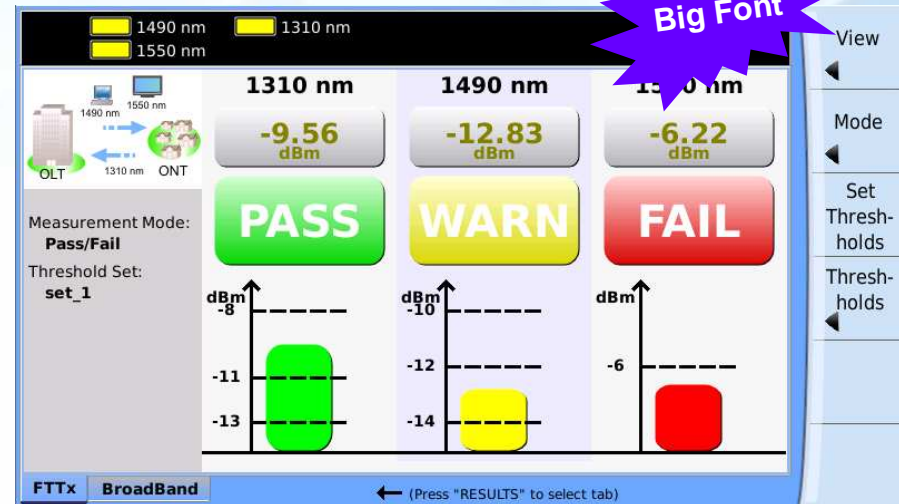 1490 nm
1310 nm
1550 nm
Big Font
1310 nm
1490 nm
nm
-9.56
dBm
-12.83
dBm
-6.22
dBm
PASS
WARN
FAIL
1490 nm
1550 nm
OLT
1310 nm
ONT
Measurement Mode:
Pass/Fail
Threshold Set:
set_1
dBm
-8
-11
-13
dBm
-10
-12
-14
dBm
-6
View
Mode
Set
Thresh-
holds
Thresh-
holds
FTTx
BroadBand
(Press "RESULTS" to select tab)